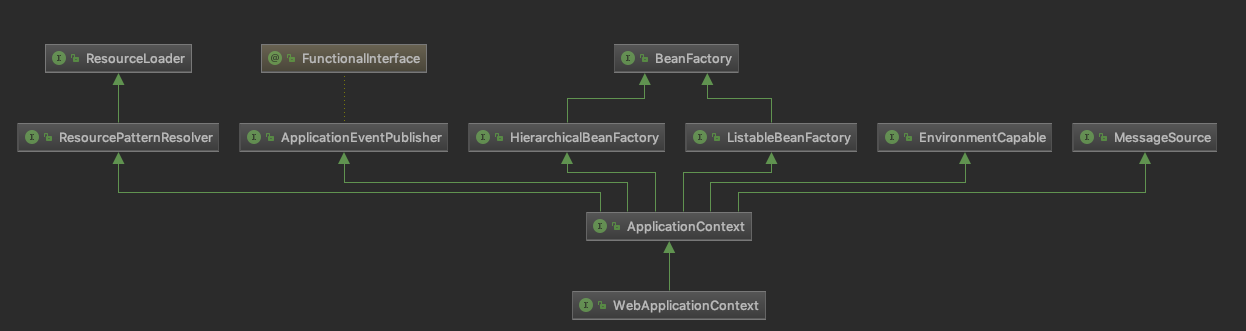 I ResourceLoader
@ FunctionalInterface
I BeanFactory
I ResourcePatternResolver
I ApplicationEventPublisher
I HierarchicalBeanFactory
I ListableBeanFactory
I EnvironmentCapable
I MessageSource
I ApplicationContext
I WebApplicationContext